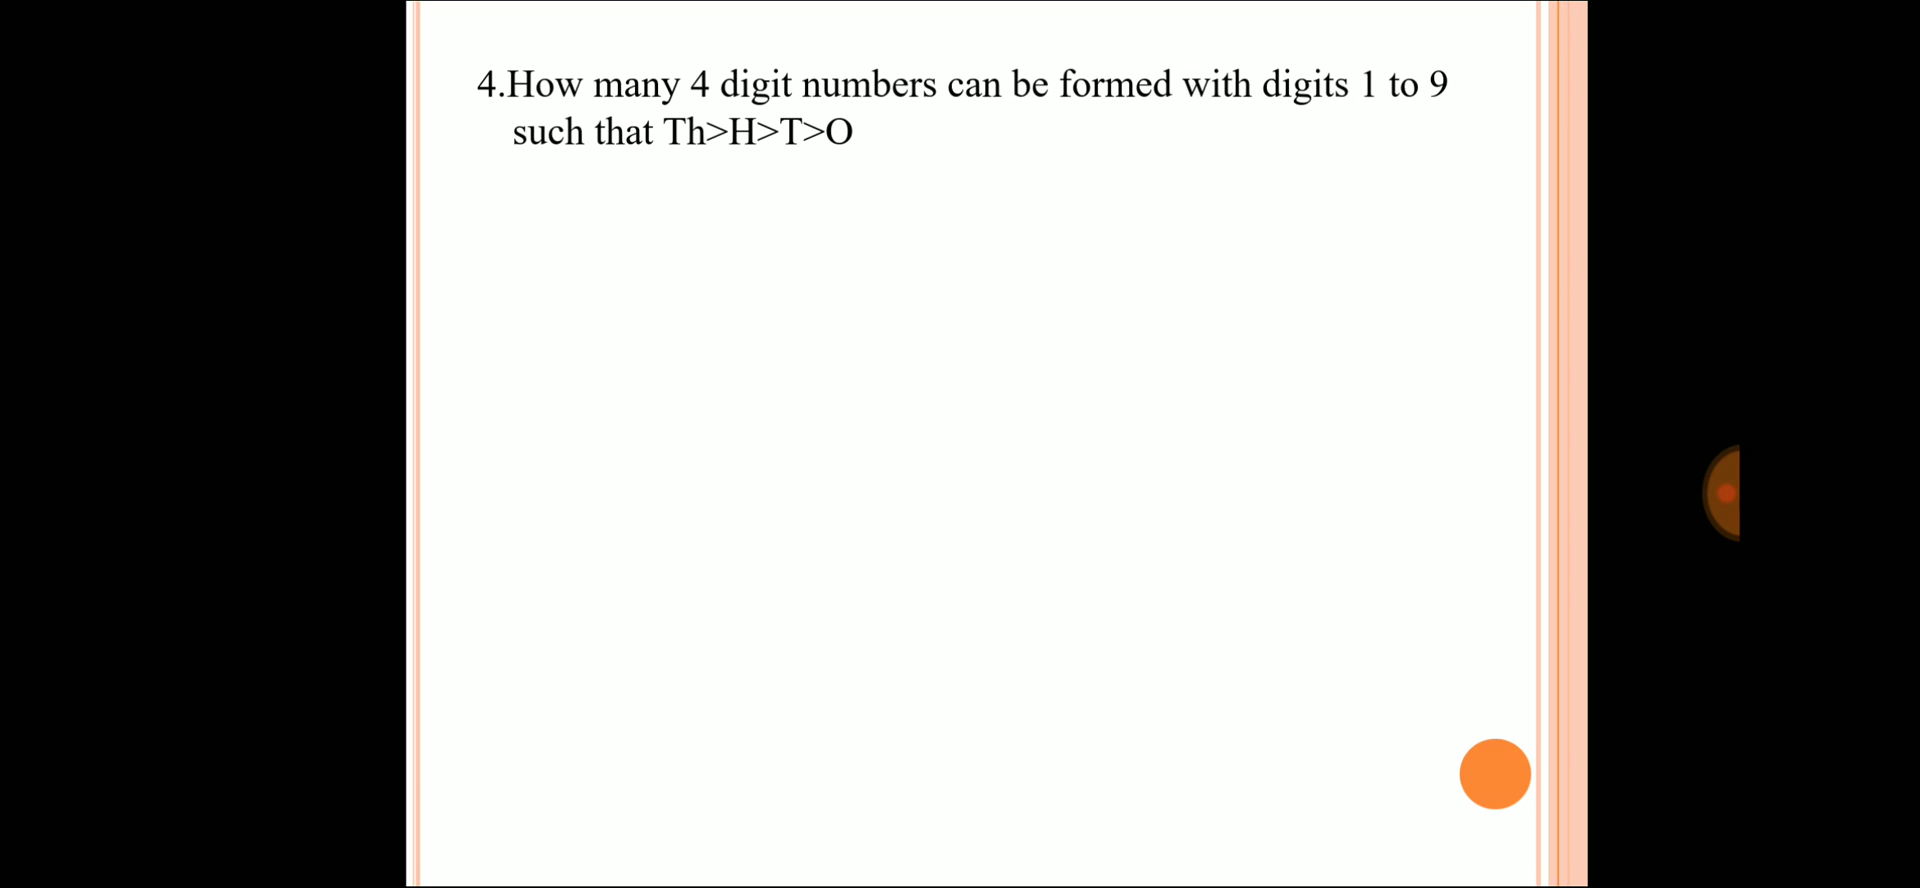 4.How many 4 digit numbers can be formed with digits 1 to 9
such that Th>H>T>O